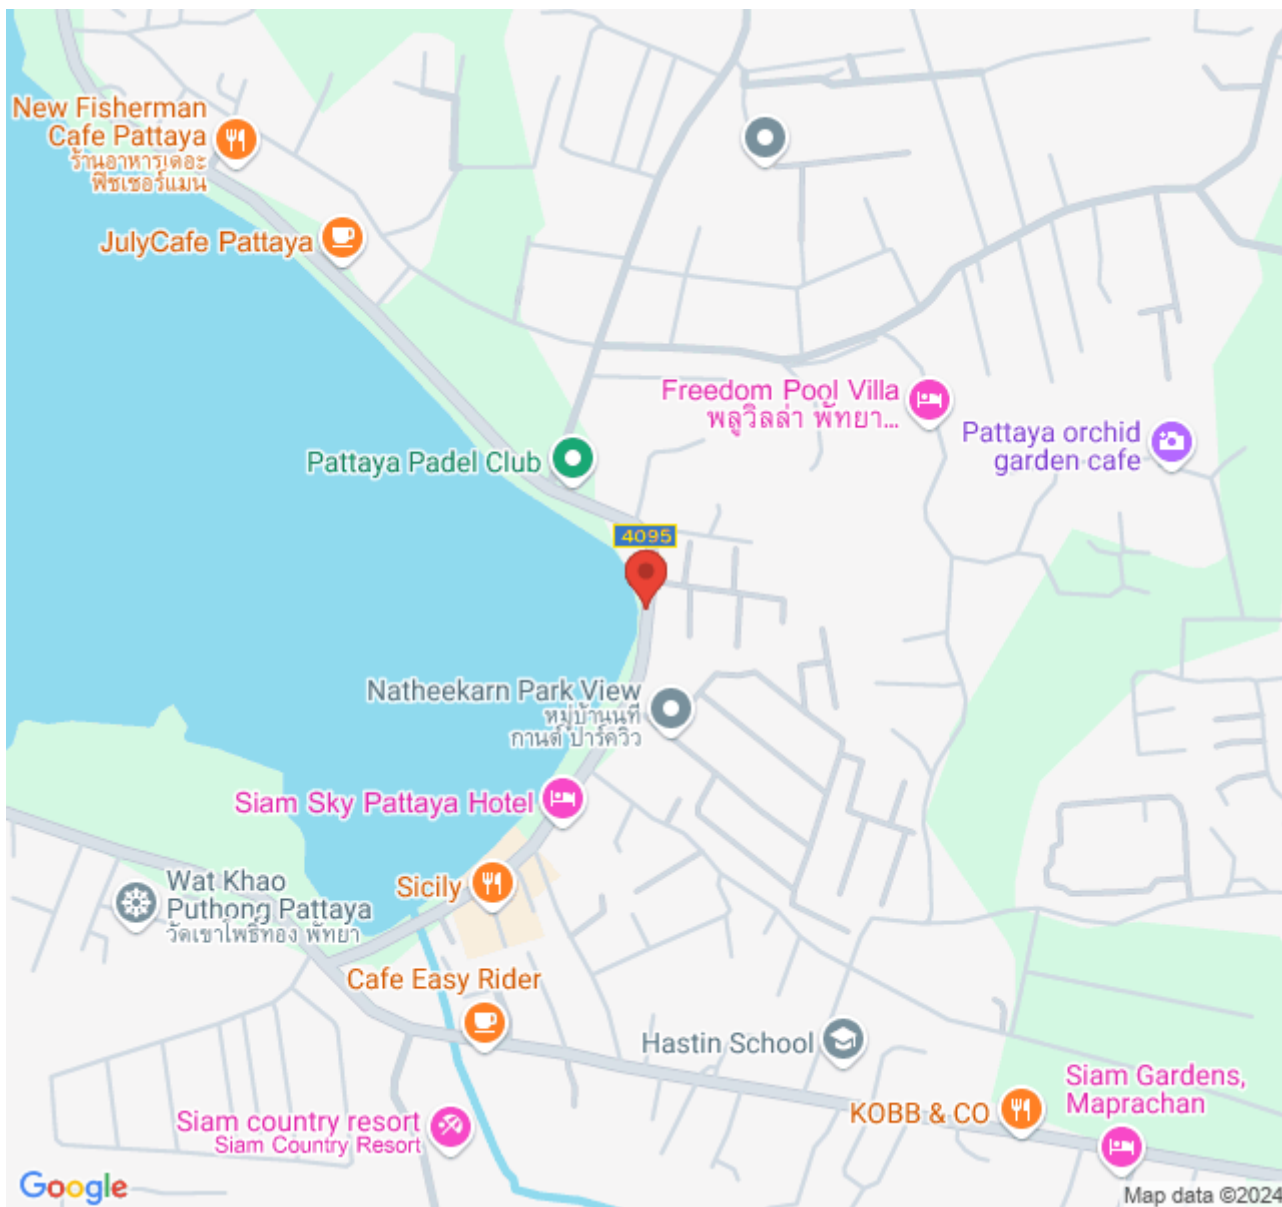 New Fisherman
Cafe Pattaya
ร้านอาหารเดอะ
ฟิชเชอร์แมน
JulyCafe Pattaya
Freedom Pool Villa
พลูวิลล่า พัทยา...
Pattaya orchid
garden cafe
Pattaya Padel Club
4095
Natheekarn Park View
หมู่บ้านนที
กานต์ ปาร์ควิว
Siam Sky Pattaya Hotel
Sicily
Wat Khao
Puthong Pattaya
วัดเขาโพธิ์ทอง พัทยา
Cafe Easy Rider
Hastin School
Siam Gardens,
Maprachan
KOBB & CO
Siam country resort
Siam Country Resort
Google
Map data ©2024